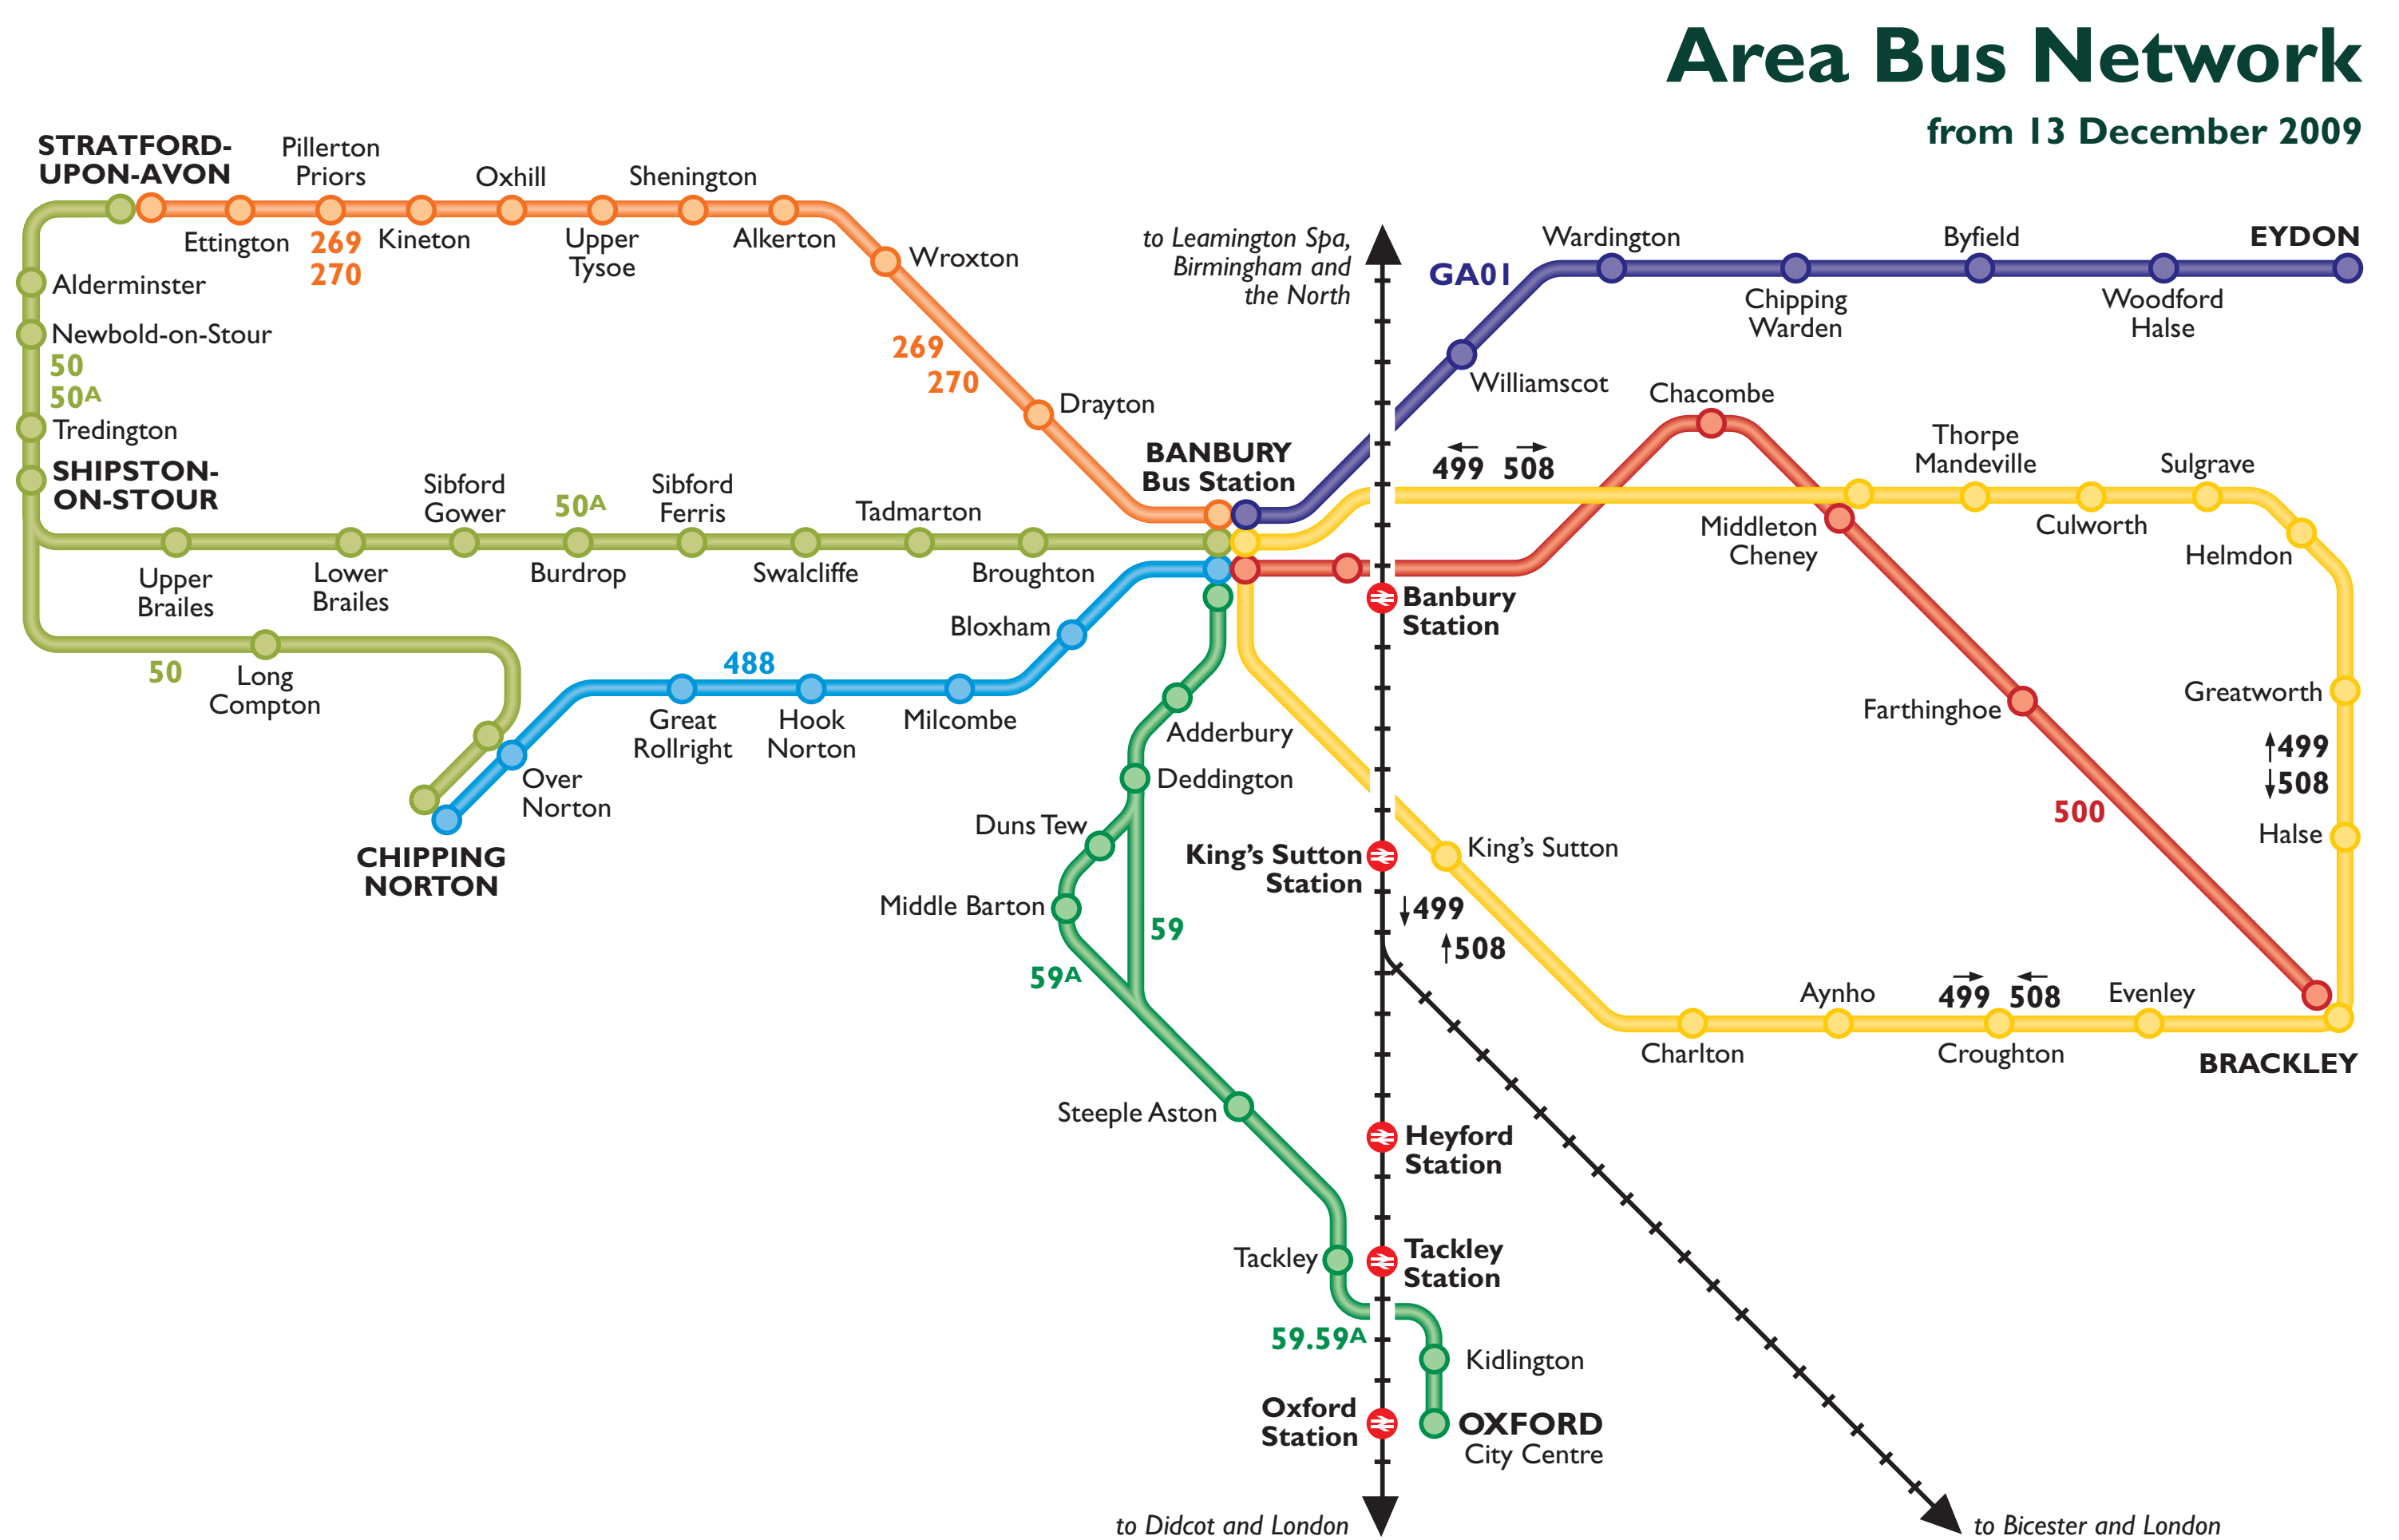 Area Bus Network
from 13 December 2009
STRATFORD-
UPON-AVON
Pillerton
Priors
Oxhill
Shenington
Ettington
269
270
Kineton
Upper
Tysoe
Alkerton
Wroxton
269
270
Drayton
Alderminster
Newbold-on-Stour
50
50A
Tredington
SHIPSTON-
ON-STOUR
Sibford
Gower
50A
Sibford
Ferris
Tadmarton
Upper
Brailes
Lower
Brailes
Burdrop
Swalcliffe
Broughton
BANBURY
Bus Station
50
Long
Compton
488
Bloxham
Great
Rollright
Hook
Norton
Milcombe
Over
Norton
CHIPPING
NORTON
to Leamington Spa,
Birmingham and
the North
GA01
Wardington
Byfield
EYDON
Chipping
Warden
Woodford
Halse
Williamscot
Chacombe
499 508
Thorpe
Mandeville
Sulgrave
Middleton
Cheney
Culworth
Helmdon
Banbury
Station
Farthinghoe
Greatworth
499
508
500
Halse
Adderbury
Deddington
Duns Tew
Middle Barton
59
59A
King's Sutton
Station
King's Sutton
499
508
Aynho
499 508
Evenley
Charlton
Croughton
BRACKLEY
Steeple Aston
Heyford
Station
Tackley
Tackley
Station
59.59A
Kidlington
Oxford
Station
OXFORD
City Centre
to Didcot and London
to Bicester and London